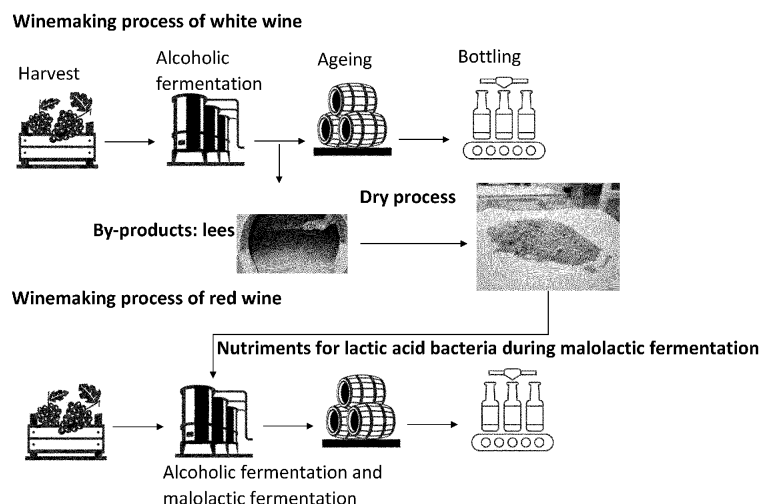 Winemaking process of white wine
Harvest
Alcoholic
fermentation
Ageing
Bottling
Dry process
By-products: lees
Winemaking process of red wine
Nutriments for lactic acid bacteria during malolactic fermentation
Alcoholic fermentation and
malolactic fermentation